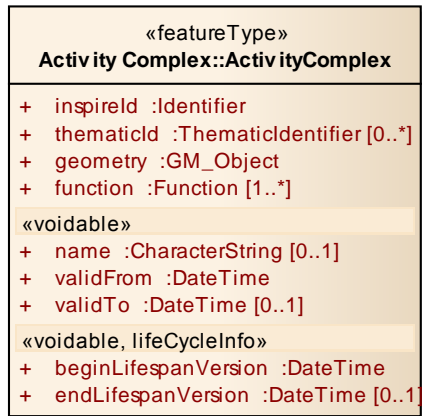 «featureType»
Activity Complex::ActivityComplex
+ inspireId :Identifier
+ thematicId :ThematicIdentifier [0..*]
+ geometry :GM_Object
+ function :Function [1..*]
«voidable»
+ name :CharacterString [0..1]
+ validFrom :DateTime
+ validTo :DateTime [0..1]
«voidable, lifeCycleInfo»
+ beginLifespanVersion :DateTime
+ endLifespanVersion :DateTime [0..1]